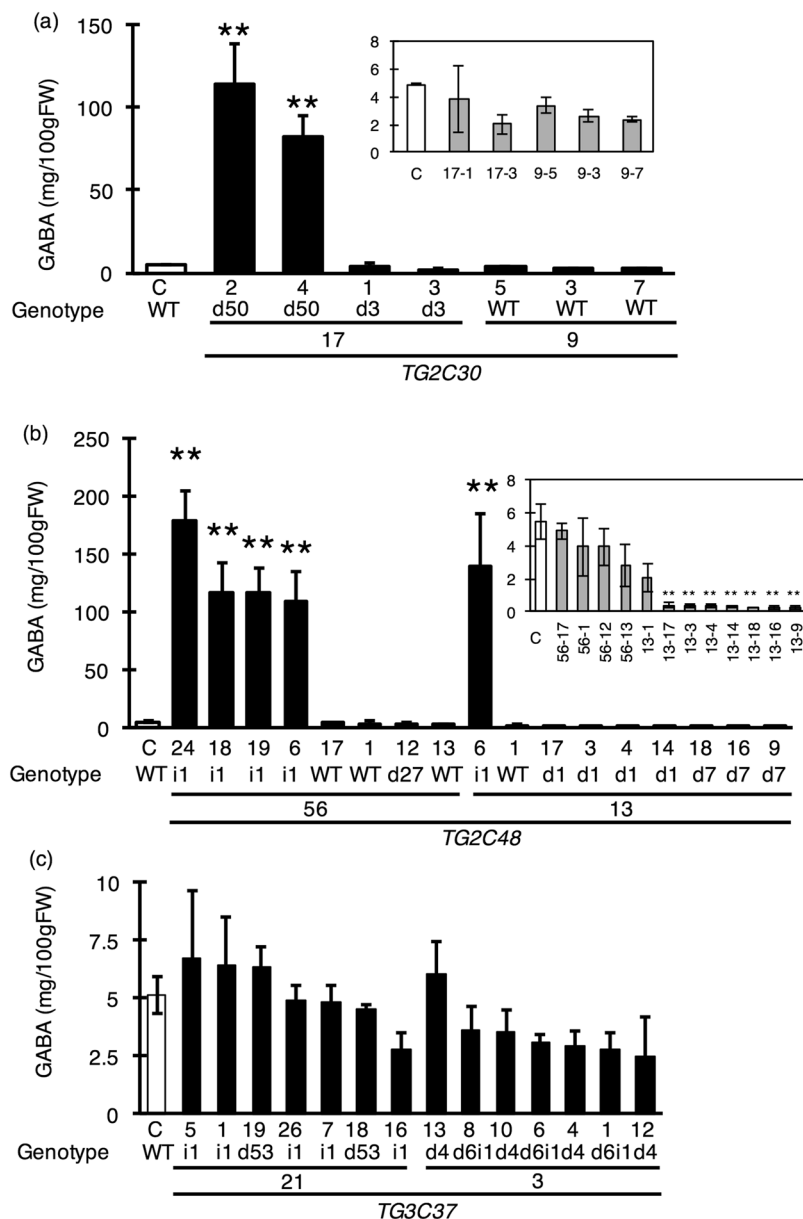 (a)
GABA (mg/100gFW)
150
100
50
0
** **
8
6
4
2
0
C 17-1 17-3 9-5 9-3 9-7
C 2 4 1 3 5 3 7
Genotype WT d50 d50 d3 d3 WT WT WT
17 9
TG2C30
(b)
GABA (mg/100gFW)
250
200
150
100
50
0
** ** ** ** **
8
6
4
2
0
** ** ** ** ** ** **
C 56-17 56-1 56-12 56-13 13-1 13-17 13-3 13-4 13-14 13-18 13-16 13-9
C 24 18 19 6 17 1 12 13 6 1 17 3 4 14 18 16 9
Genotype WT i1 i1 i1 i1 WT WT d27 WT i1 WT d1 d1 d1 d1 d7 d7 d7
56 13
TG2C48
(c)
GABA (mg/100gFW)
10
7.5
5
2.5
0
C 5 1 19 26 7 18 16 13 8 10 6 4 1 12
Genotype WT i1 i1 d53 i1 i1 d53 i1 d4 d6i1 d4 d6i1 d4 d6i1 d4
21 3
TG3C37